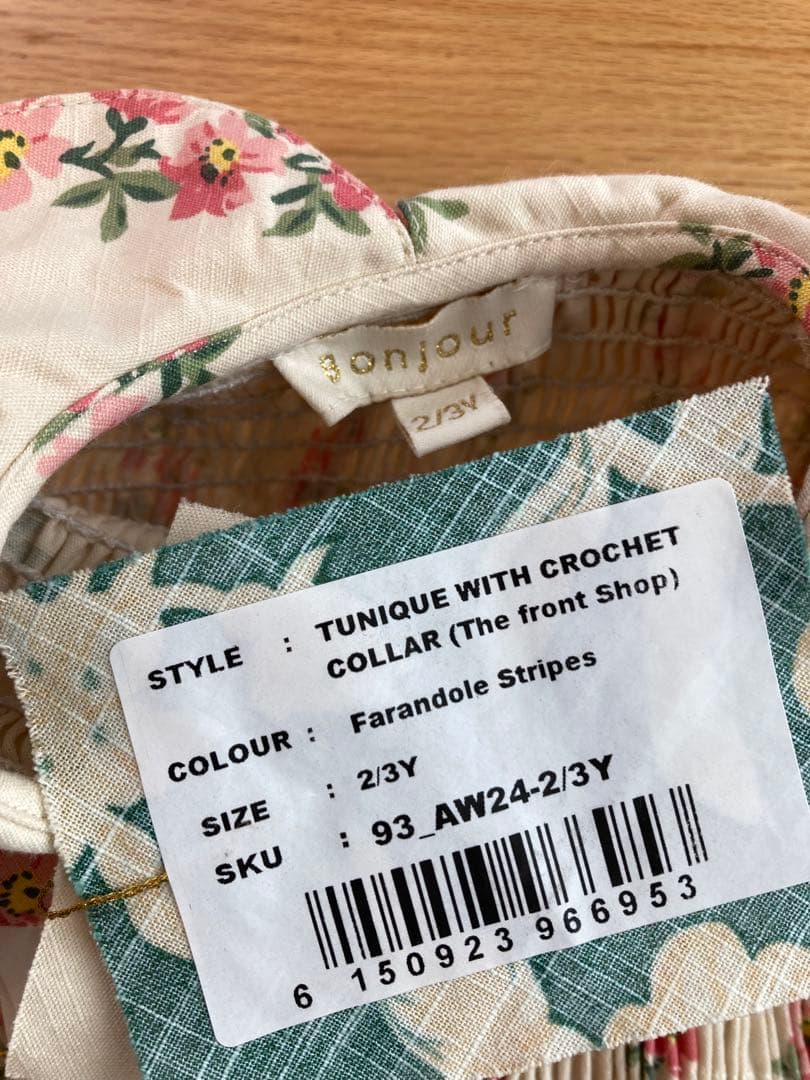 Bonjour
2/3Y
STYLE : TUNIQUE WITH CROCHET
COLLAR (The front Shop)
COLOUR : Farandole Stripes
SIZE : 2/3Y
SKU : 93_AW24-2/3Y
6 150923 966953